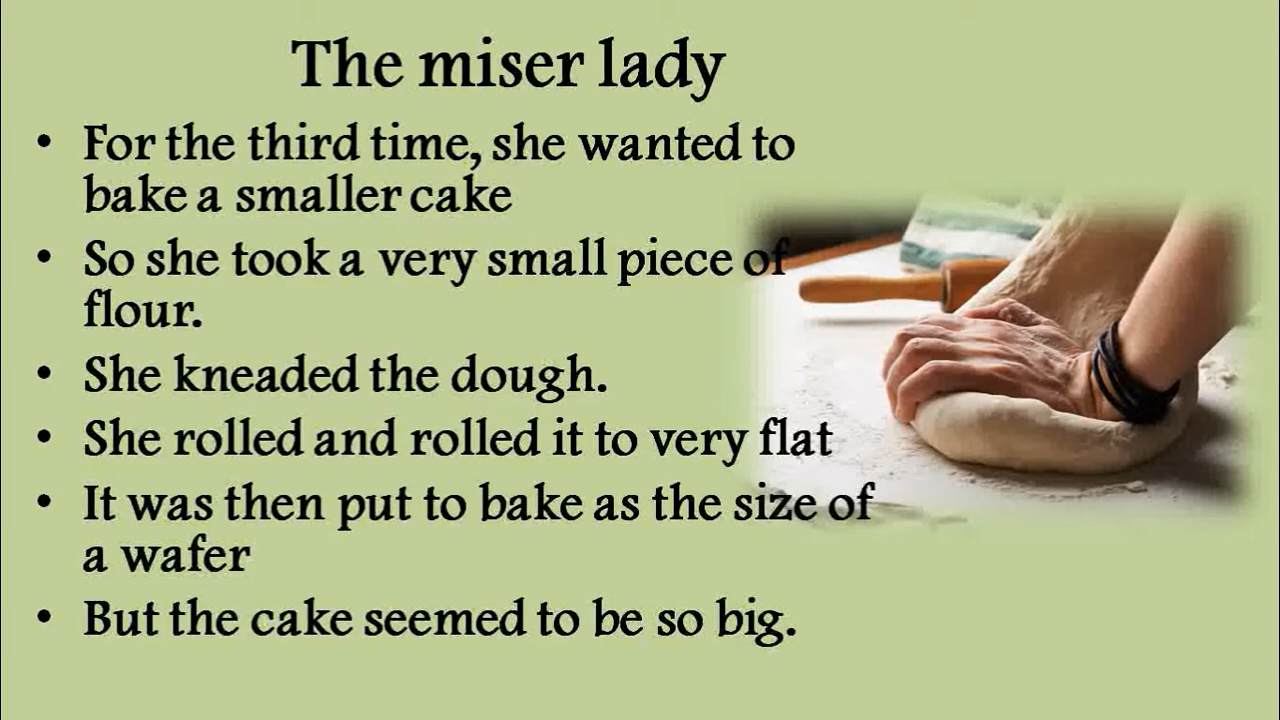 The miser lady
• For the third time, she wanted to
bake a smaller cake
• So she took a very small piece of
flour.
• She kneaded the dough.
• She rolled and rolled it to very flat
• It was then put to bake as the size of
a wafer
• But the cake seemed to be so big.